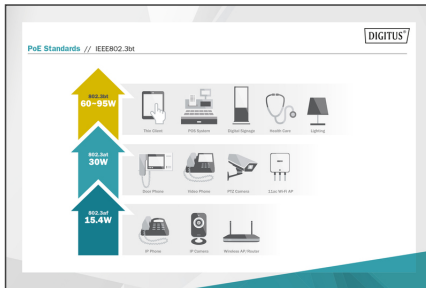 DIGITUS®
PoE Standards // IEEE802.3bt
802.3bt
60-95W
Thin Client
POS System
Digital Signage
Health Care
Lighting
802.3at
30W
Door Phone
Video Phone
PTZ Camera
11ac Wi-Fi AP
802.3af
15.4W
IP Phone
IP Camera
Wireless AP/Router